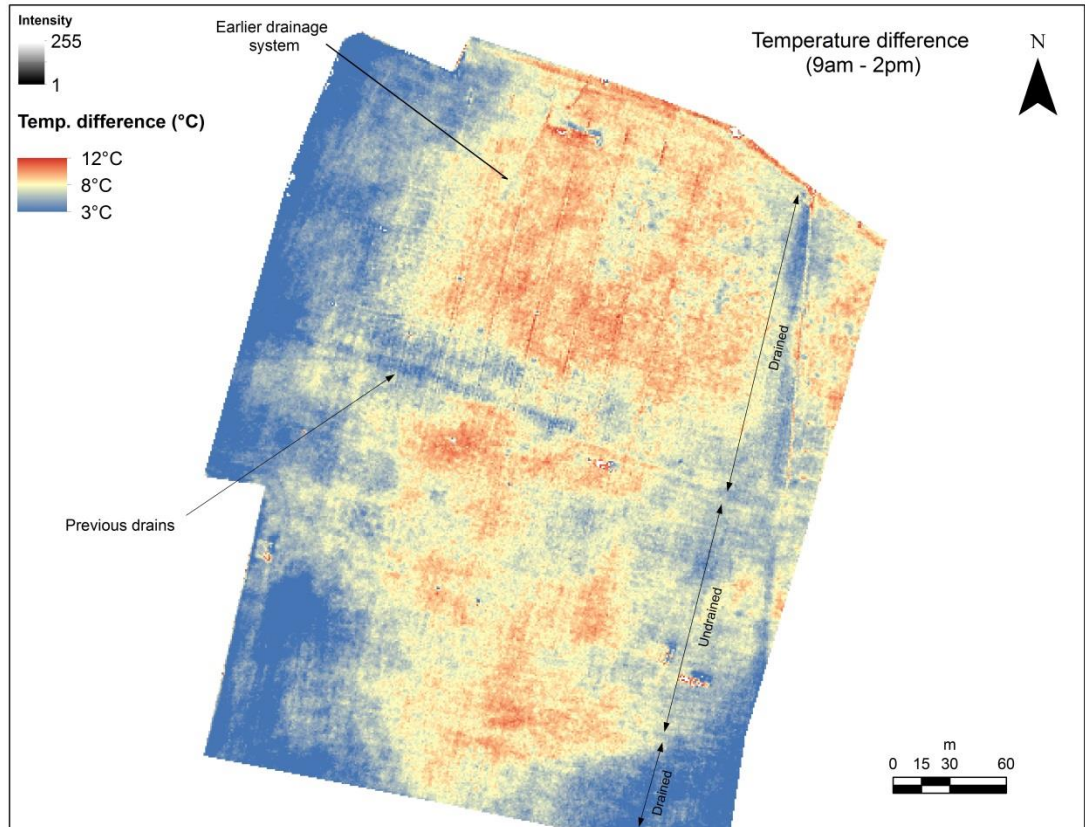 Intensity
255
1
Temp. difference (°C)
12°C
8°C
3°C
Earlier drainage
system
Temperature difference
(9am - 2pm)
N
Drained
Previous drains
Undrained
Drained
m
0 15 30 60